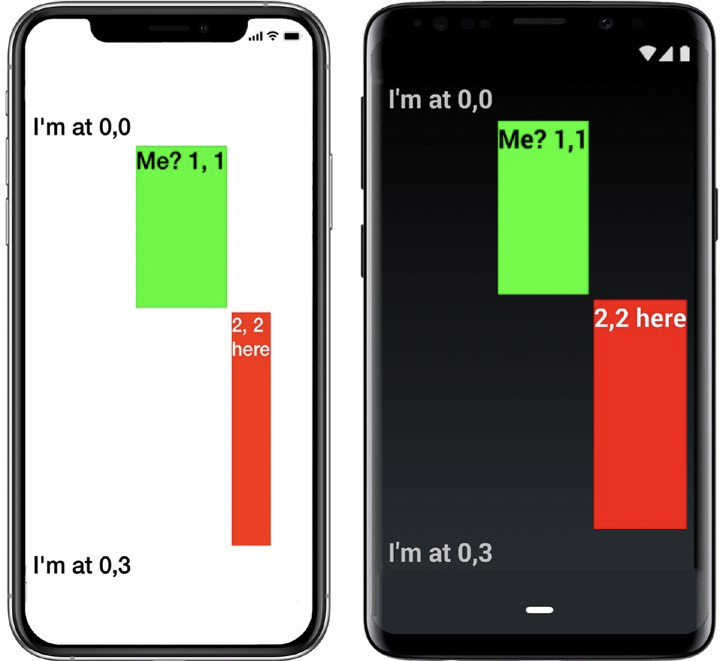 I'm at 0,0
Me? 1, 1
2, 2
here
I'm at 0,3
I'm at 0,0
Me? 1,1
2,2 here
I'm at 0,3